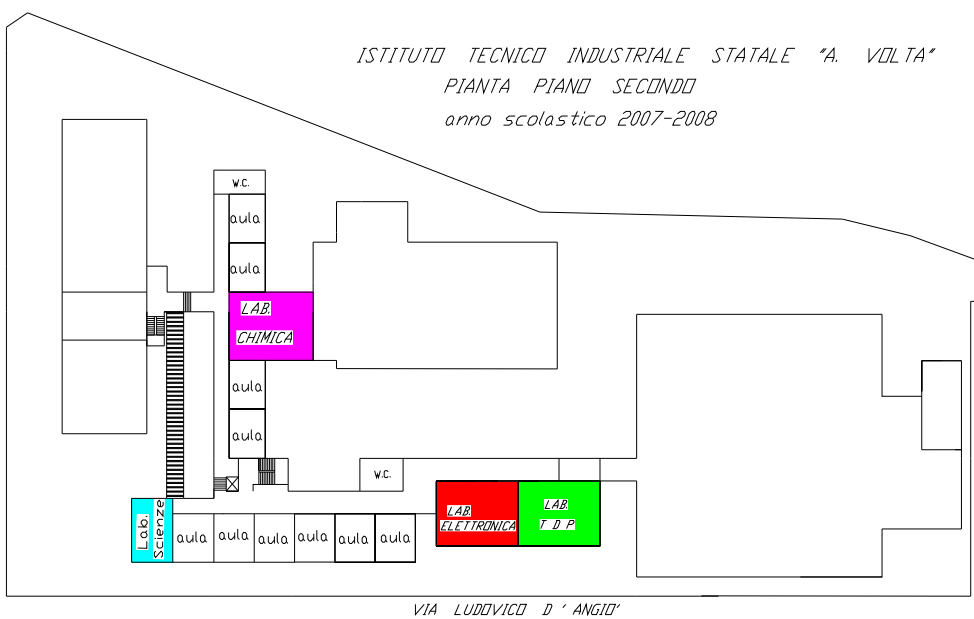 ISTITUTO TECNICO INDUSTRIALE STATALE "A. VOLTA"
PIANTA PIANO SECONDO
anno scolastico 2007-2008
W.C.
aula
aula
LAB.
CHIMICA
aula
aula
W.C.
Lab.
Scienze
aula
aula
aula
aula
aula
aula
LAB.
ELETTRONICA
LAB.
T D P
VIA LUDOVICO D ' ANGIO'